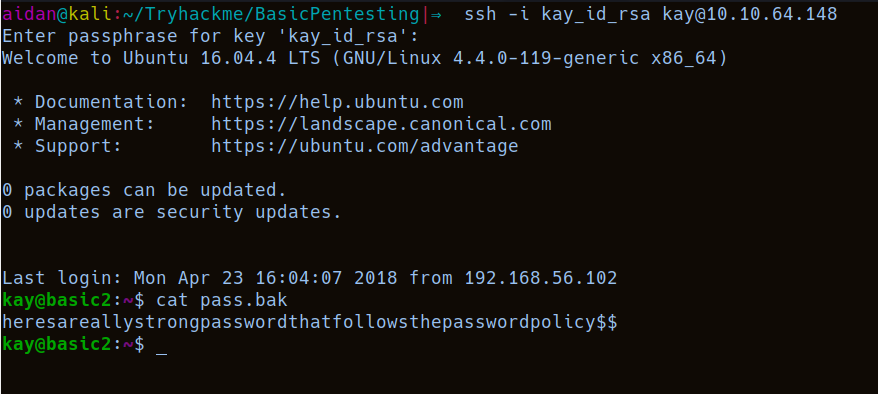 aidan@kali:~/Tryhackme/BasicPentesting|⇒  ssh -i kay_id_rsa kay@10.10.64.148
Enter passphrase for key 'kay_id_rsa':
Welcome to Ubuntu 16.04.4 LTS (GNU/Linux 4.4.0-119-generic x86_64)
 * Documentation:  https://help.ubuntu.com
 * Management:     https://landscape.canonical.com
 * Support:        https://ubuntu.com/advantage
0 packages can be updated.
0 updates are security updates.
Last login: Mon Apr 23 16:04:07 2018 from 192.168.56.102
kay@basic2:~$ cat pass.bak
heresareallystrongpasswordthatfollowsthepasswordpolicy$$
kay@basic2:~$ _